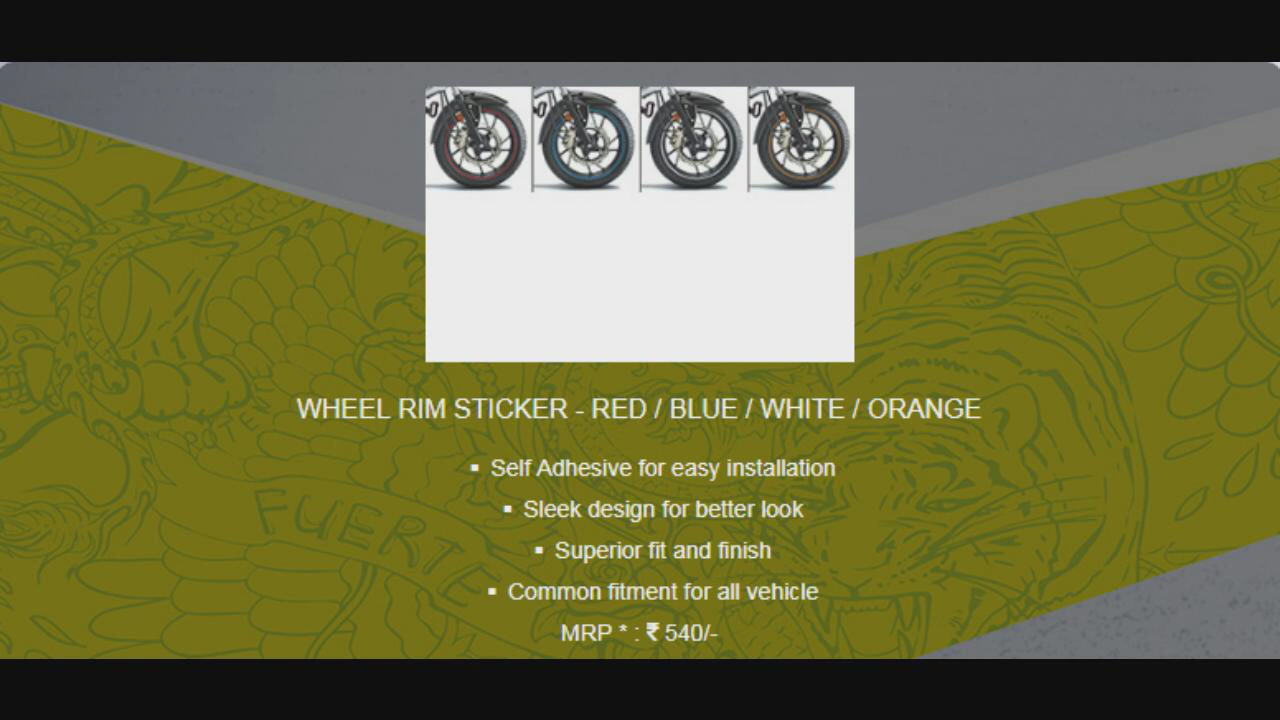 WHEEL RIM STICKER - RED / BLUE / WHITE / ORANGE
▪ Self Adhesive for easy installation
▪ Sleek design for better look
▪ Superior fit and finish
▪ Common fitment for all vehicle
MRP * : ₹ 540/-
FUERTE